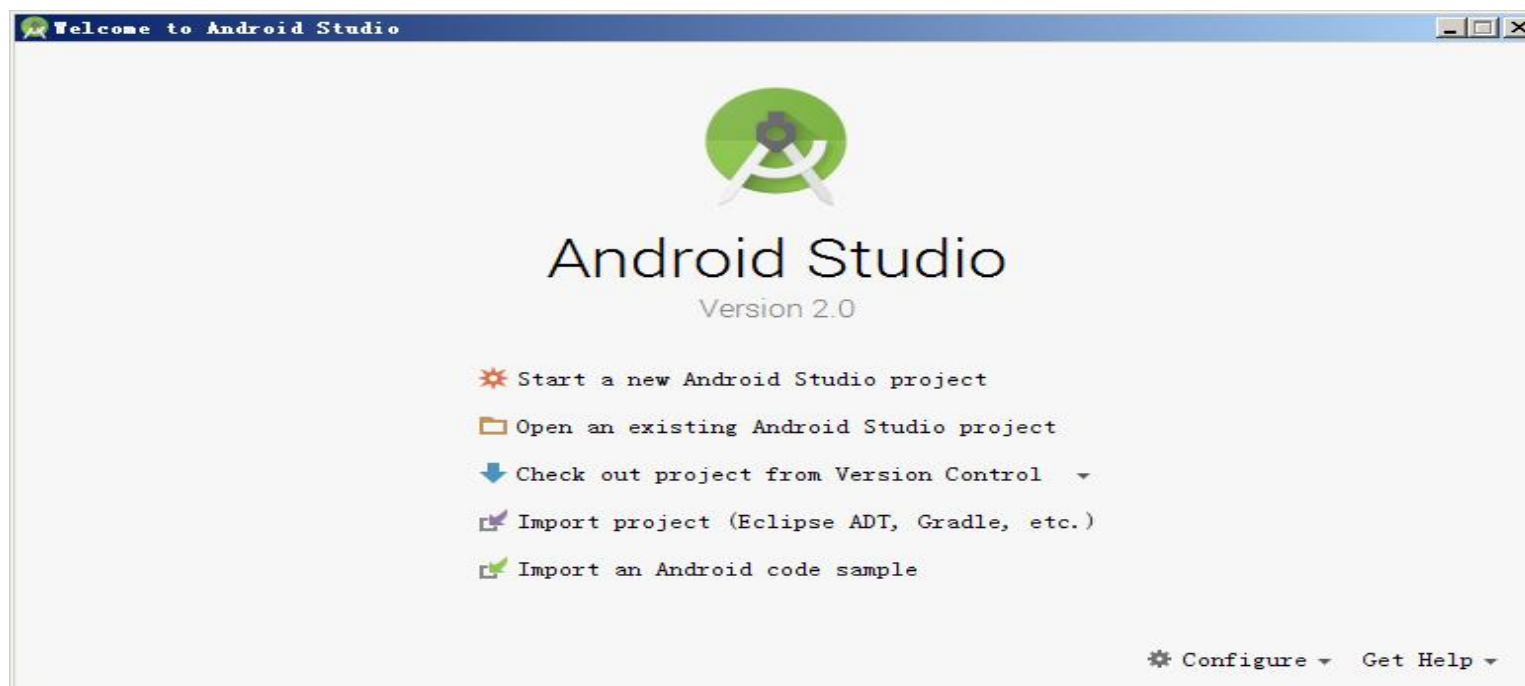 Welcome to Android Studio
Android Studio
Version 2.0
Start a new Android Studio project
Open an existing Android Studio project
Check out project from Version Control
Import project (Eclipse ADT, Gradle, etc.)
Import an Android code sample
Configure
Get Help